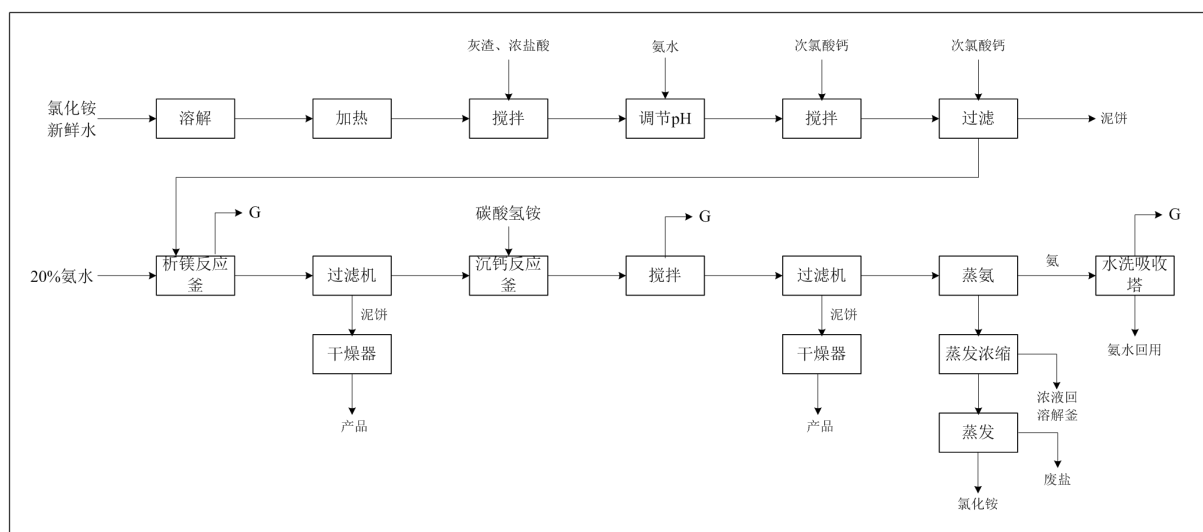 灰渣、浓盐酸
氨水
次氯酸钙
次氯酸钙
氯化铵
新鲜水
溶解
加热
搅拌
调节pH
搅拌
过滤
泥饼
G
碳酸氢铵
G
G
20%氨水
析镁反应
釜
过滤机
沉钙反应
釜
搅拌
过滤机
蒸氨
氨
水洗吸收
塔
泥饼
泥饼
干燥器
干燥器
蒸发浓缩
氨水回用
产品
产品
浓液回
溶解釜
蒸发
废盐
氯化铵